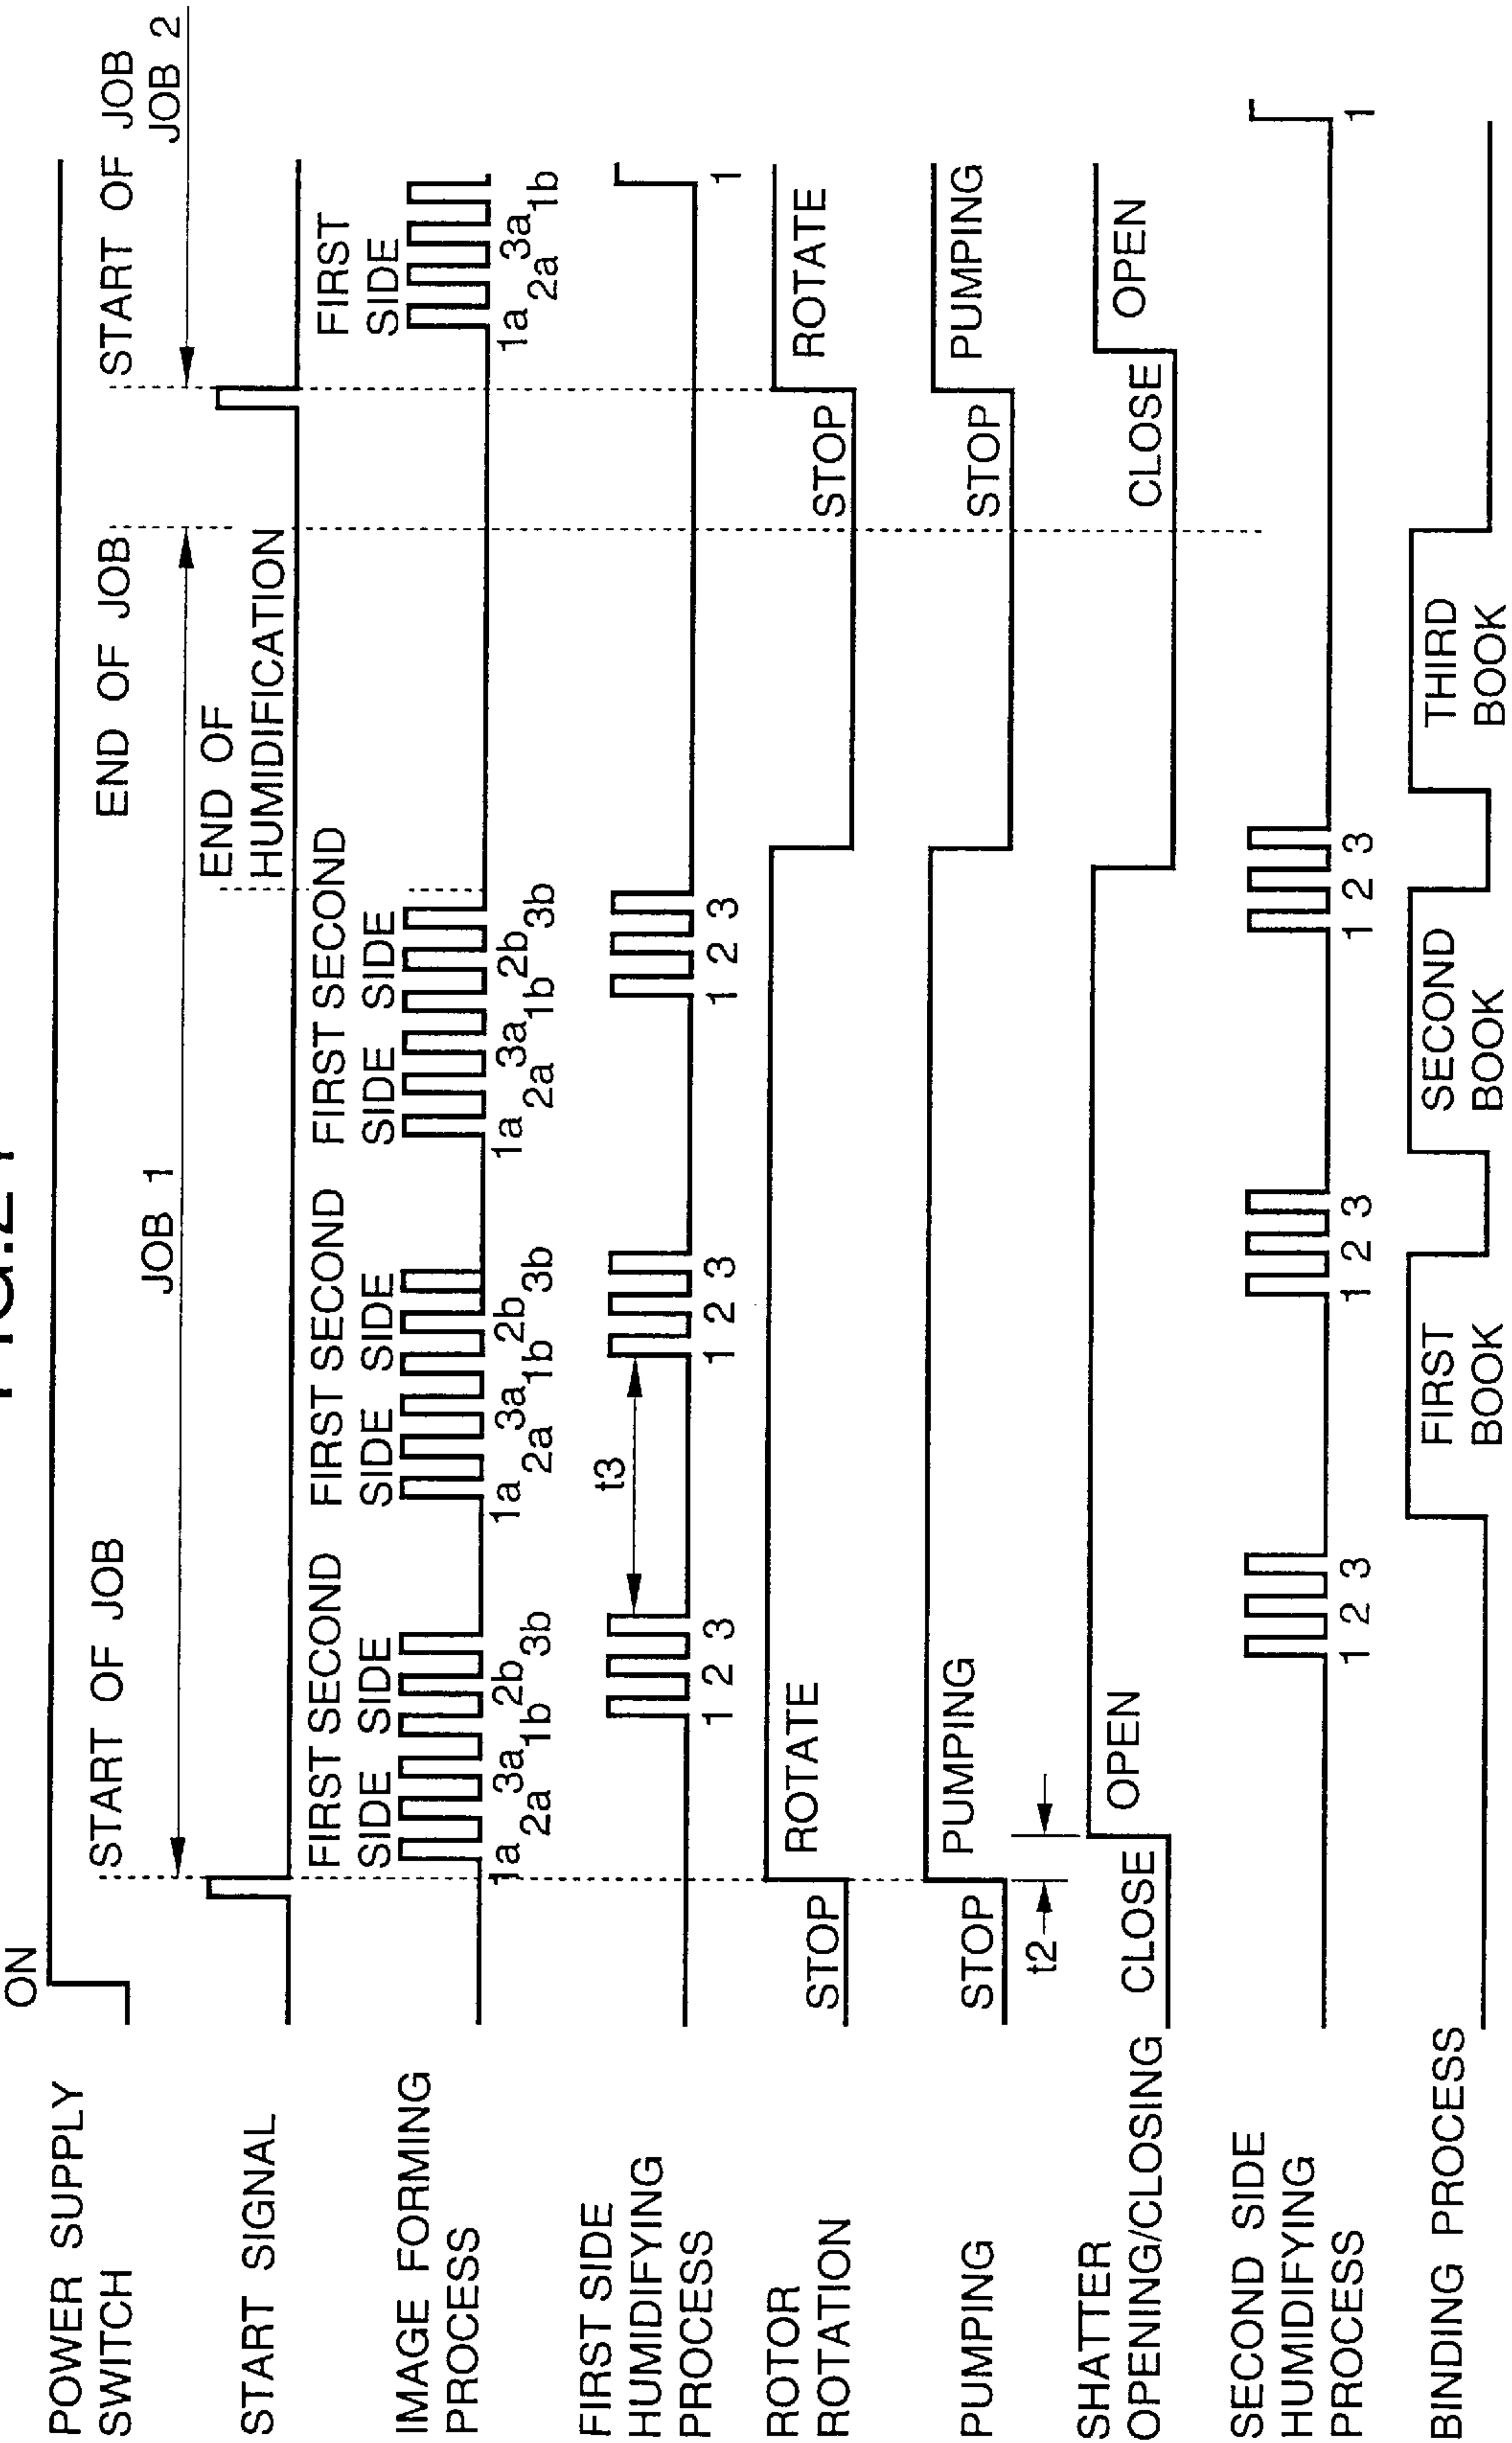 ON
START OF JOB
END OF JOB
START OF JOB
JOB 1
JOB 2
POWER SUPPLY
SWITCH
END OF
HUMIDIFICATION
START SIGNAL
FIRST SECOND
SIDE SIDE
FIRST SECOND
SIDE SIDE
FIRST SECOND
SIDE SIDE
FIRST
SIDE
IMAGE FORMING
PROCESS
1a 2a 3a 1b 2b 3b
1a 2a 3a 1b 2b 3b
1a 2a 3a 1b 2b 3b
1a 2a 3a 1b
FIRST SIDE
HUMIDIFYING
PROCESS
t3
1 2 3
1 2 3
1 2 3
1
ROTOR
ROTATION
STOP
ROTATE
STOP
ROTATE
PUMPING
STOP
PUMPING
STOP
PUMPING
t2
SHATTER
OPENING/CLOSING
CLOSE
OPEN
CLOSE
OPEN
SECOND SIDE
HUMIDIFYING
PROCESS
1 2 3
1 2 3
1 2 3
1
BINDING PROCESS
FIRST
BOOK
SECOND
BOOK
THIRD
BOOK